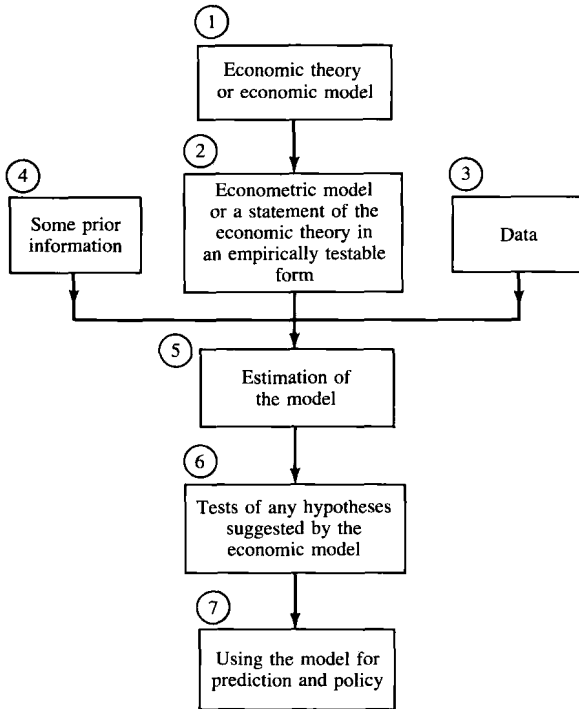 1
Economic theory
or economic model
2
Econometric model
or a statement of the
economic theory in
an empirically testable
form
4
Some prior
information
3
Data
5
Estimation of
the model
6
Tests of any hypotheses
suggested by the
economic model
7
Using the model for
prediction and policy